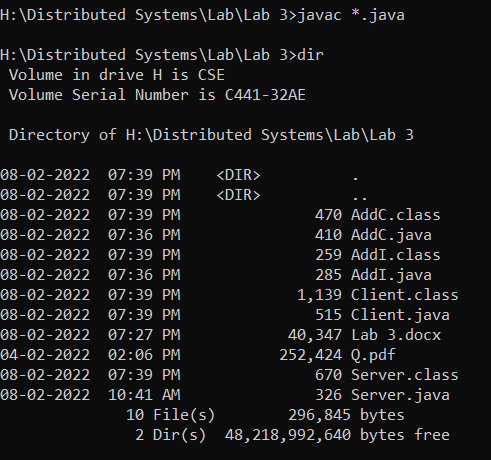 H:\Distributed Systems\Lab\Lab 3>javac *.java
H:\Distributed Systems\Lab\Lab 3>dir
Volume in drive H is CSE
Volume Serial Number is C441-32AE
Directory of H:\Distributed Systems\Lab\Lab 3
08-02-2022  07:39 PM    <DIR>          .
08-02-2022  07:39 PM    <DIR>          ..
08-02-2022  07:39 PM               470 AddC.class
08-02-2022  07:36 PM               410 AddC.java
08-02-2022  07:39 PM               259 AddI.class
08-02-2022  07:36 PM               285 AddI.java
08-02-2022  07:39 PM             1,139 Client.class
08-02-2022  07:39 PM               515 Client.java
08-02-2022  07:27 PM            40,347 Lab 3.docx
04-02-2022  02:06 PM           252,424 Q.pdf
08-02-2022  07:39 PM               670 Server.class
08-02-2022  10:41 AM               326 Server.java
10 File(s)        296,845 bytes
2 Dir(s)  48,218,992,640 bytes free